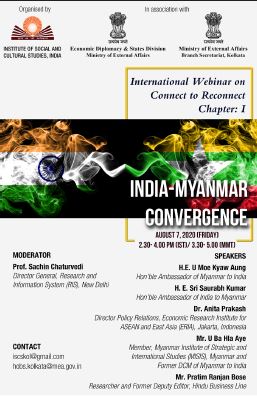 Organised by
In association with
INSTITUTE OF SOCIAL AND
CULTURAL STUDIES, INDIA
Economic Diplomacy & States Division
Ministry of External Affairs
Ministry of External Affairs
Branch Secretariat, Kolkata
International Webinar on
Connect to Reconnect
Chapter: I
INDIA-MYANMAR
CONVERGENCE
AUGUST 7, 2020 (FRIDAY)
2.30- 4.00 PM (IST)/ 3.30- 5.00 (MMT)
MODERATOR
Prof. Sachin Chaturvedi
Director General, Research and
Information System (RIS), New Delhi
CONTACT
iscskol@gmail.com
hobs.kolkata@mea.gov.in
SPEAKERS
H.E. U Moe Kyaw Aung
Hon'ble Ambassador of Myanmar to India
H. E. Sri Saurabh Kumar
Hon'ble Ambassador of India to Myanmar
Dr. Anita Prakash
Director Policy Relations, Economic Research Institute for
ASEAN and East Asia (ERIA), Jakarta, Indonesia
Mr. U Ba Hla Aye
Member, Myanmar Institute of Strategic and
International Studies (MISIS), Myanmar and
Former DCM of Myanmar to India
Mr. Pratim Ranjan Bose
Researcher and Former Deputy Editor, Hindu Business Line